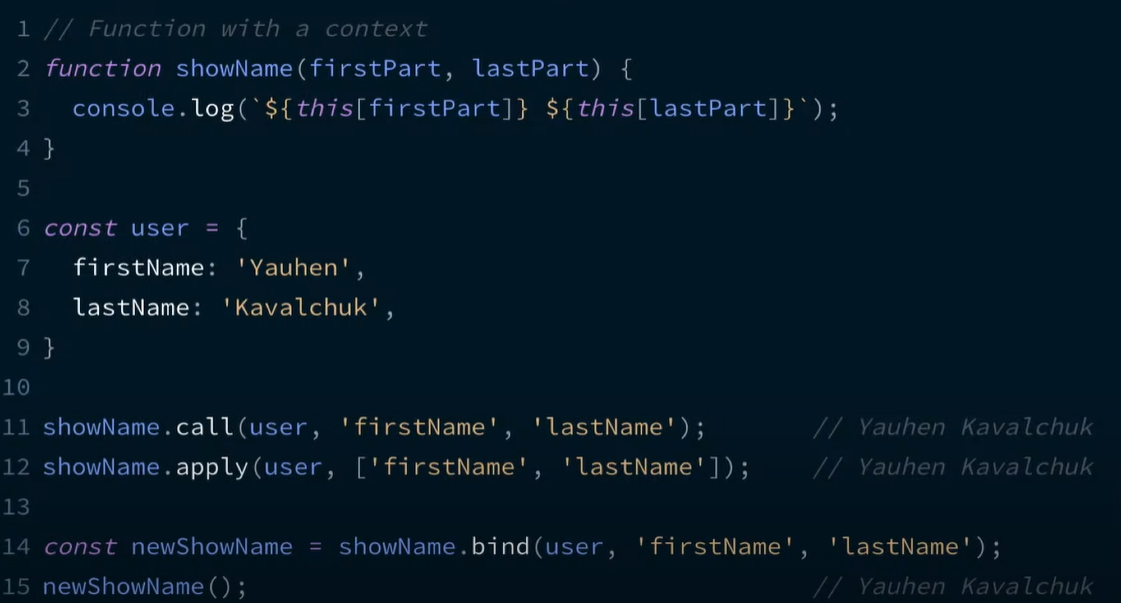 1 // Function with a context
2 function showName(firstPart, lastPart) {
3   console.log(`${this[firstPart]} ${this[lastPart]}`);
4 }
5
6 const user = {
7   firstName: 'Yauhen',
8   lastName: 'Kavalchuk',
9 }
10
11 showName.call(user, 'firstName', 'lastName');       // Yauhen Kavalchuk
12 showName.apply(user, ['firstName', 'lastName']);    // Yauhen Kavalchuk
13
14 const newShowName = showName.bind(user, 'firstName', 'lastName');
15 newShowName();                                      // Yauhen Kavalchuk